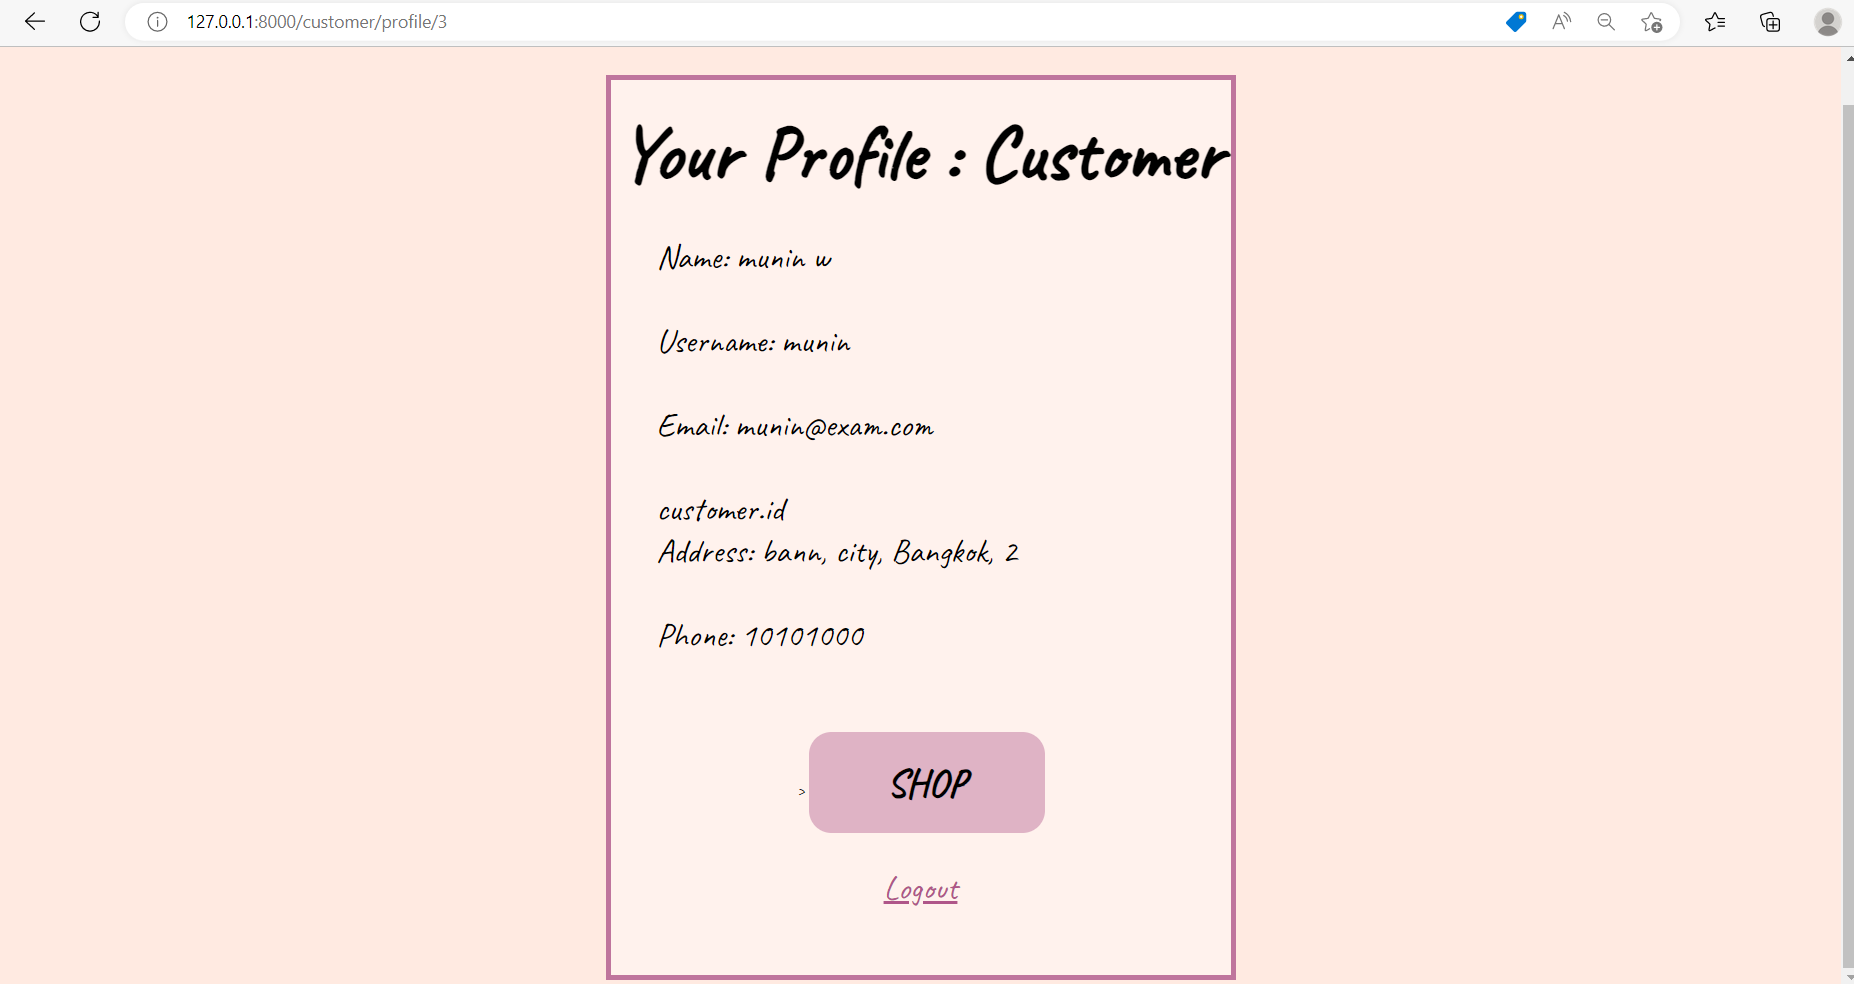 127.0.0.1:8000/customer/profile/3
Your Profile : Customer
Name: munin w
Username: munin
Email: munin@exam.com
customer.id
Address: bann, city, Bangkok, 2
Phone: 10101000
> SHOP
Logout